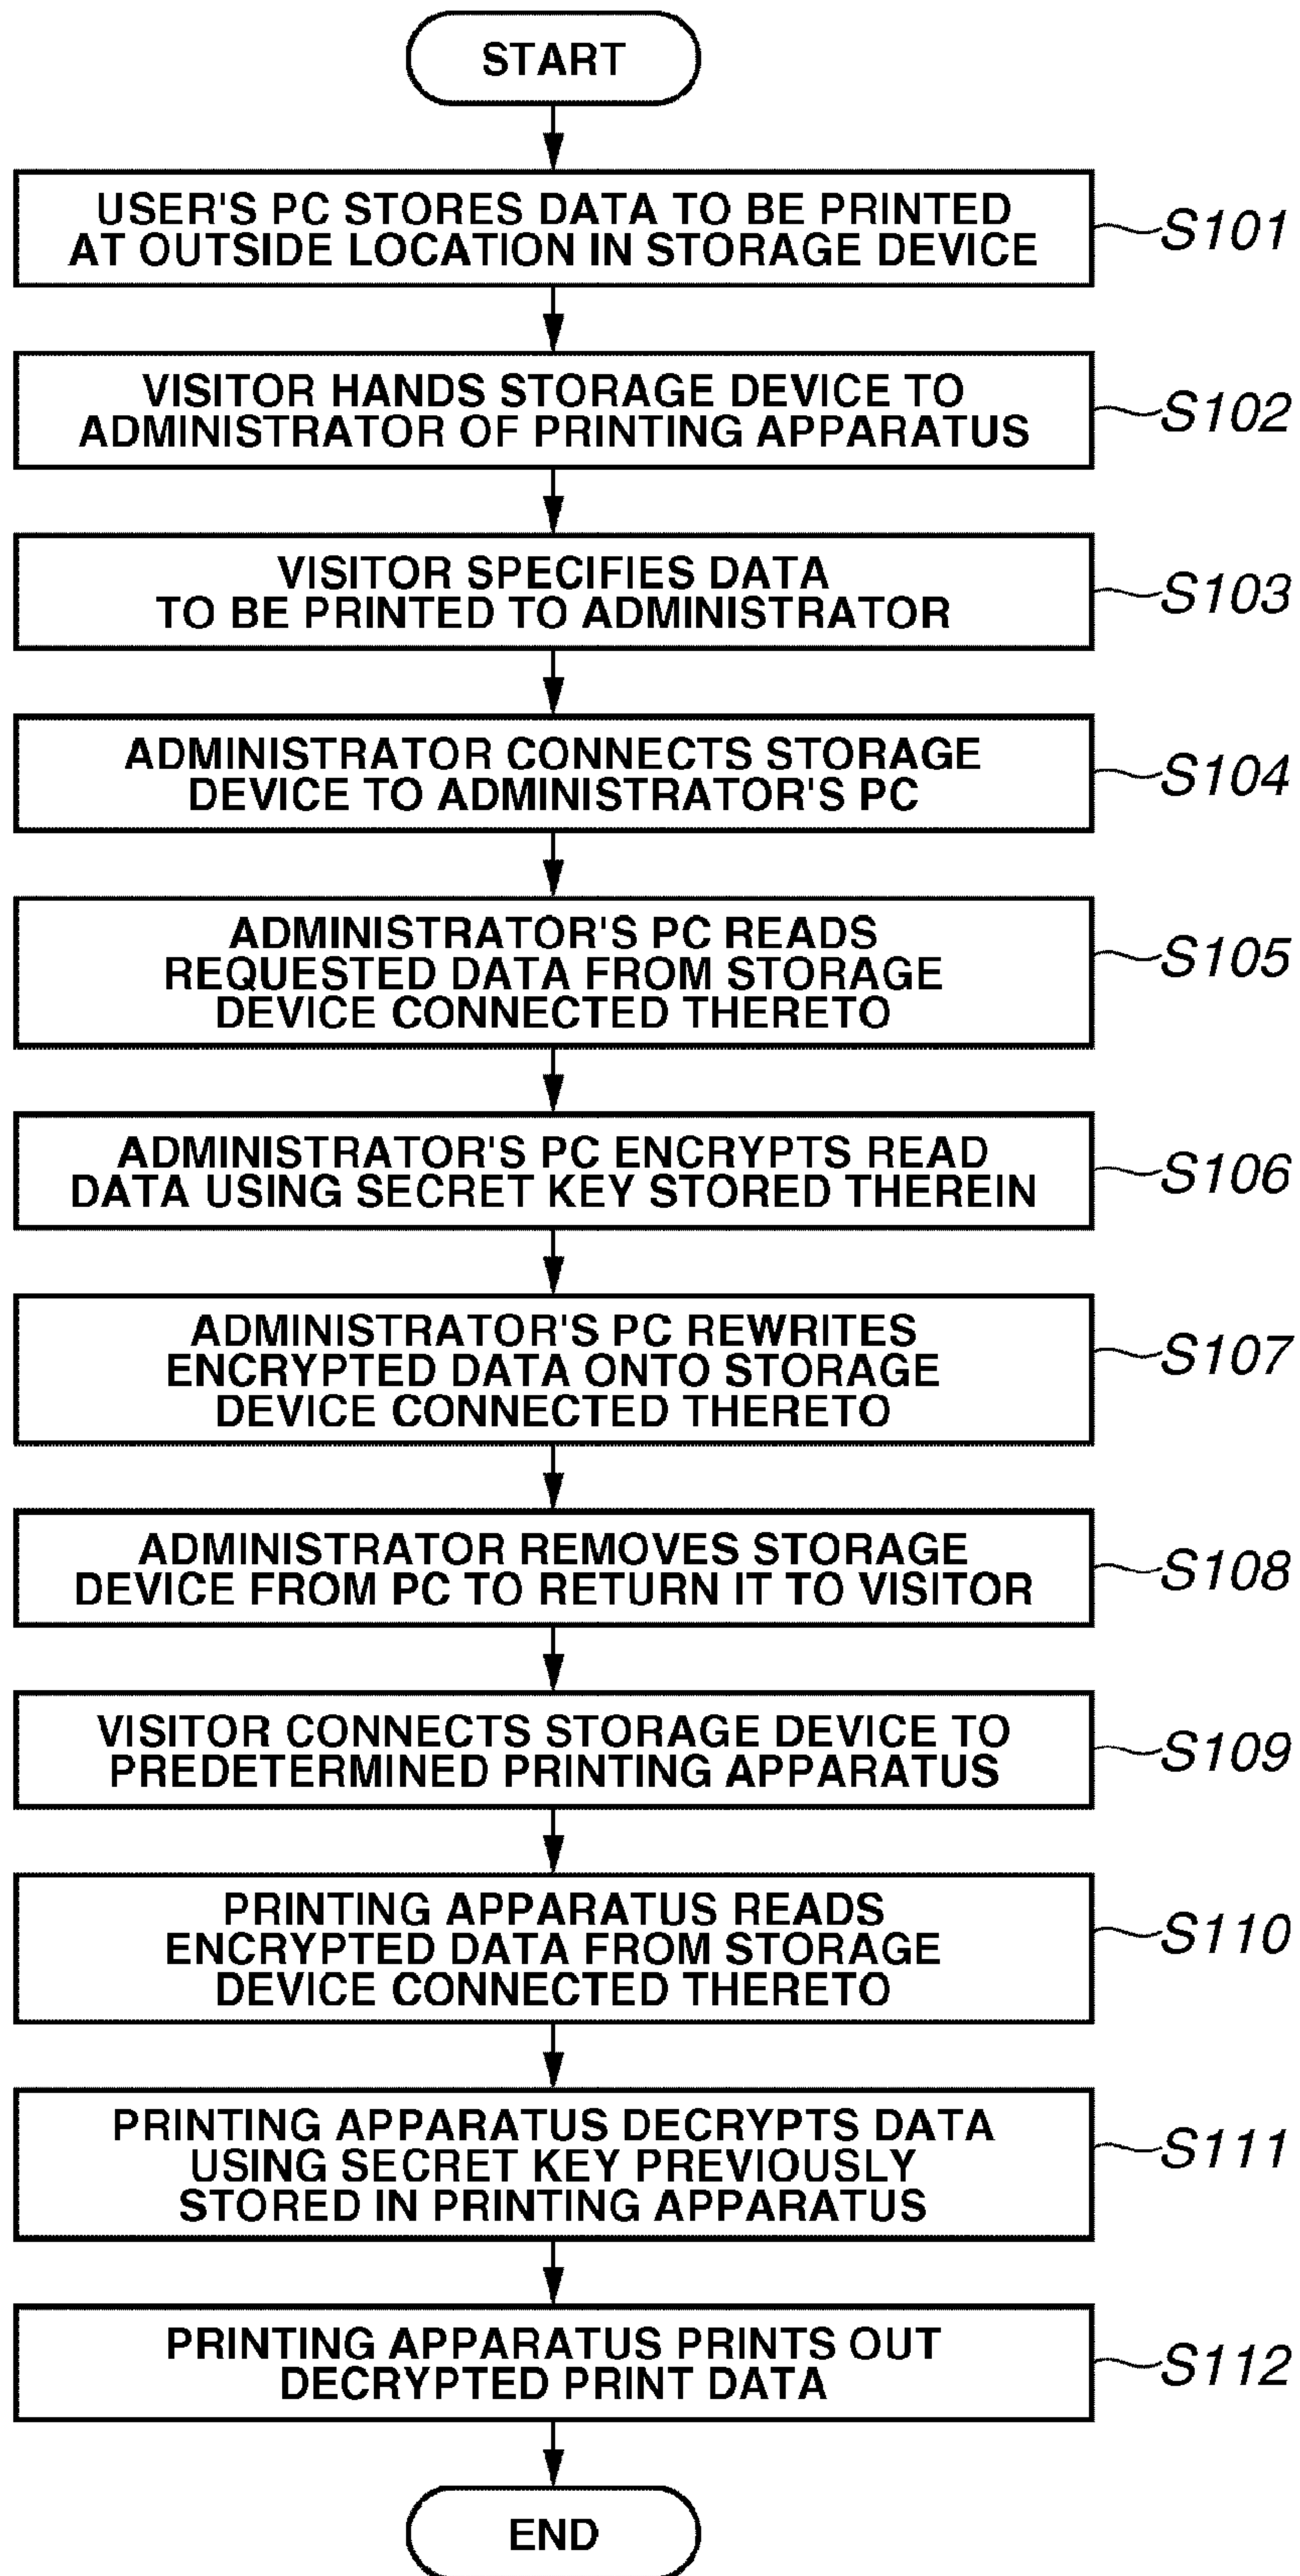 START
USER'S PC STORES DATA TO BE PRINTED
AT OUTSIDE LOCATION IN STORAGE DEVICE
S101
VISITOR HANDS STORAGE DEVICE TO
ADMINISTRATOR OF PRINTING APPARATUS
S102
VISITOR SPECIFIES DATA
TO BE PRINTED TO ADMINISTRATOR
S103
ADMINISTRATOR CONNECTS STORAGE
DEVICE TO ADMINISTRATOR'S PC
S104
ADMINISTRATOR'S PC READS
REQUESTED DATA FROM STORAGE
DEVICE CONNECTED THERETO
S105
ADMINISTRATOR'S PC ENCRYPTS READ
DATA USING SECRET KEY STORED THEREIN
S106
ADMINISTRATOR'S PC REWRITES
ENCRYPTED DATA ONTO STORAGE
DEVICE CONNECTED THERETO
S107
ADMINISTRATOR REMOVES STORAGE
DEVICE FROM PC TO RETURN IT TO VISITOR
S108
VISITOR CONNECTS STORAGE DEVICE TO
PREDETERMINED PRINTING APPARATUS
S109
PRINTING APPARATUS READS
ENCRYPTED DATA FROM STORAGE
DEVICE CONNECTED THERETO
S110
PRINTING APPARATUS DECRYPTS DATA
USING SECRET KEY PREVIOUSLY
STORED IN PRINTING APPARATUS
S111
PRINTING APPARATUS PRINTS OUT
DECRYPTED PRINT DATA
S112
END